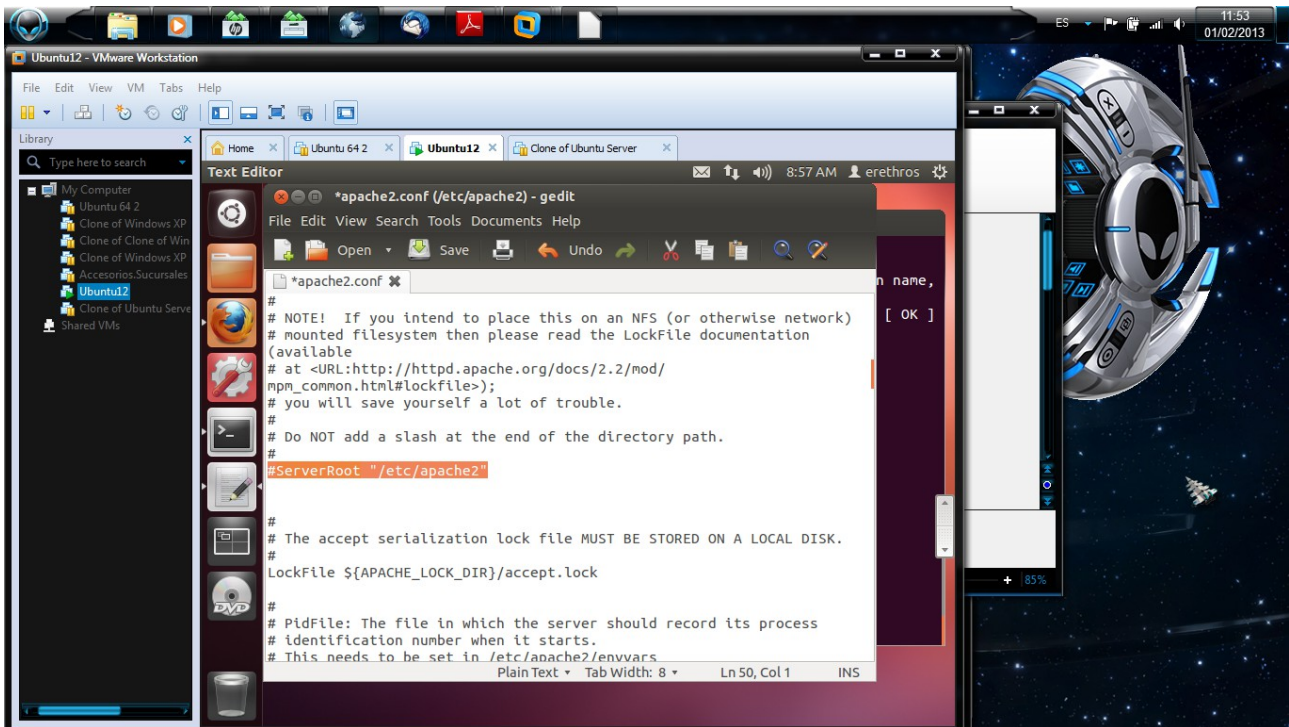 ES
11:53
01/02/2013
Ubuntu12 - VMware Workstation
File Edit View VM Tabs Help
Library
Type here to search
My Computer
Ubuntu 64 2
Clone of Windows XP
Clone of Clone of Win
Clone of Windows XP
Accesorios.Sucursales
Ubuntu12
Clone of Ubuntu Serve
Shared VMs
Home
Ubuntu 64 2
Ubuntu12
Clone of Ubuntu Server
Text Editor
8:57 AM
erethros
*apache2.conf (/etc/apache2) - gedit
File Edit View Search Tools Documents Help
Open Save Undo
*apache2.conf
n name,
[ OK ]
#
# NOTE! If you intend to place this on an NFS (or otherwise network)
# mounted filesystem then please read the LockFile documentation
(available
# at <URL:http://httpd.apache.org/docs/2.2/mod/
mpm_common.html#lockfile>);
# you will save yourself a lot of trouble.
#
# Do NOT add a slash at the end of the directory path.
#
#ServerRoot "/etc/apache2"
#
# The accept serialization lock file MUST BE STORED ON A LOCAL DISK.
#
LockFile ${APACHE_LOCK_DIR}/accept.lock
#
# PidFile: The file in which the server should record its process
# identification number when it starts.
# This needs to be set in /etc/apache2/envvars
Plain Text Tab Width: 8 Ln 50, Col 1 INS
DVD
85%